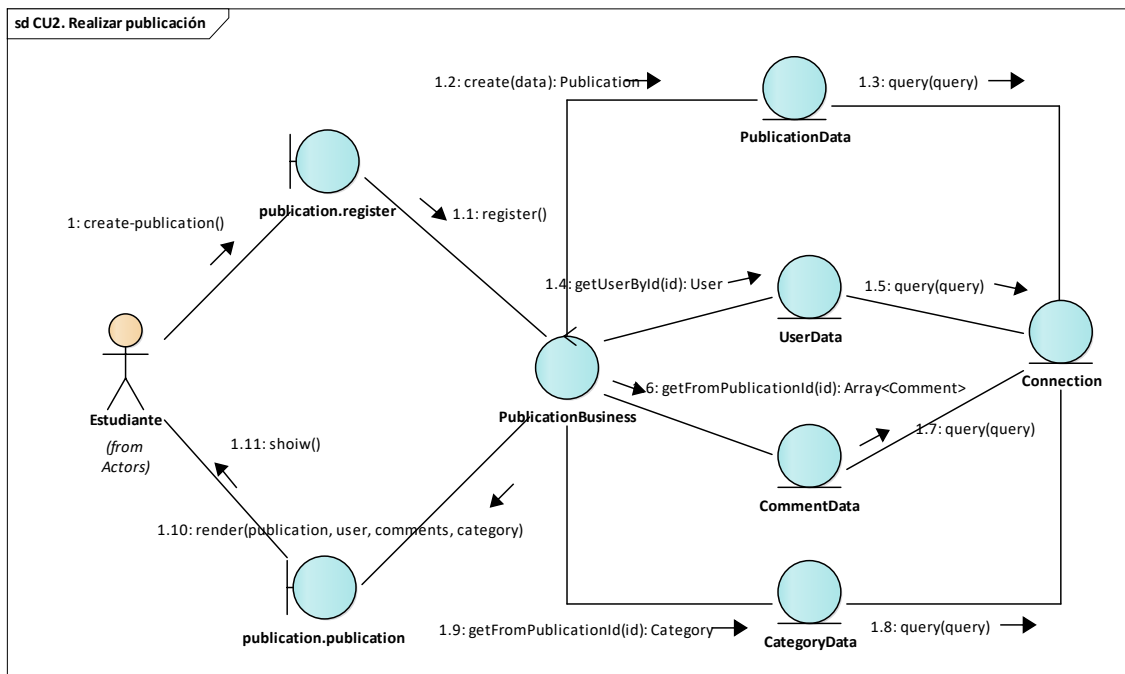 sd CU2. Realizar publicación
1.2: create(data): Publication
1.3: query(query)
PublicationData
publication.register
1: create-publication()
1.1: register()
1.4: getUserById(id): User
1.5: query(query)
UserData
Connection
Estudiante
(from
Actors)
PublicationBusiness
6: getFromPublicationId(id): Array<Comment>
1.7: query(query)
1.11: shoiw()
CommentData
1.10: render(publication, user, comments, category)
publication.publication
1.9: getFromPublicationId(id): Category
1.8: query(query)
CategoryData